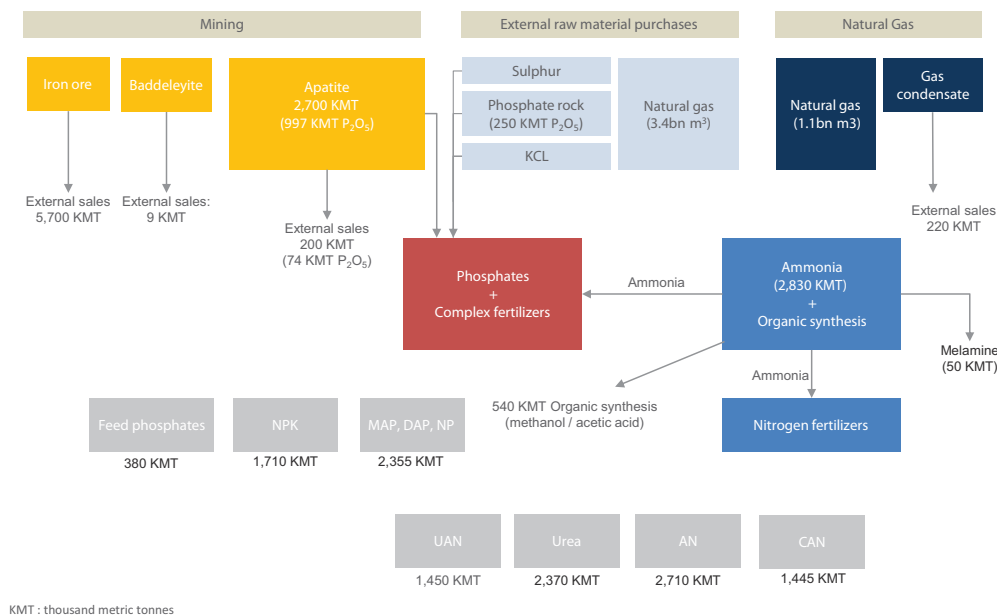 Mining
External raw material purchases
Natural Gas
Iron ore
Baddeleyite
Apatite
2,700 KMT
(997 KMT P₂O₅)
Sulphur
Phosphate rock
(250 KMT P₂O₅)
KCL
Natural gas
(3.4bn m³)
Natural gas
(1.1bn m3)
Gas
condensate
External sales
5,700 KMT
External sales:
9 KMT
External sales
200 KMT
(74 KMT P₂O₅)
External sales
220 KMT
Phosphates
+
Complex fertilizers
Ammonia
Ammonia
(2,830 KMT)
+
Organic synthesis
Melamine
(50 KMT)
Ammonia
540 KMT Organic synthesis
(methanol / acetic acid)
Nitrogen fertilizers
Feed phosphates
NPK
MAP, DAP, NP
380 KMT
1,710 KMT
2,355 KMT
UAN
Urea
AN
CAN
1,450 KMT
2,370 KMT
2,710 KMT
1,445 KMT
KMT : thousand metric tonnes